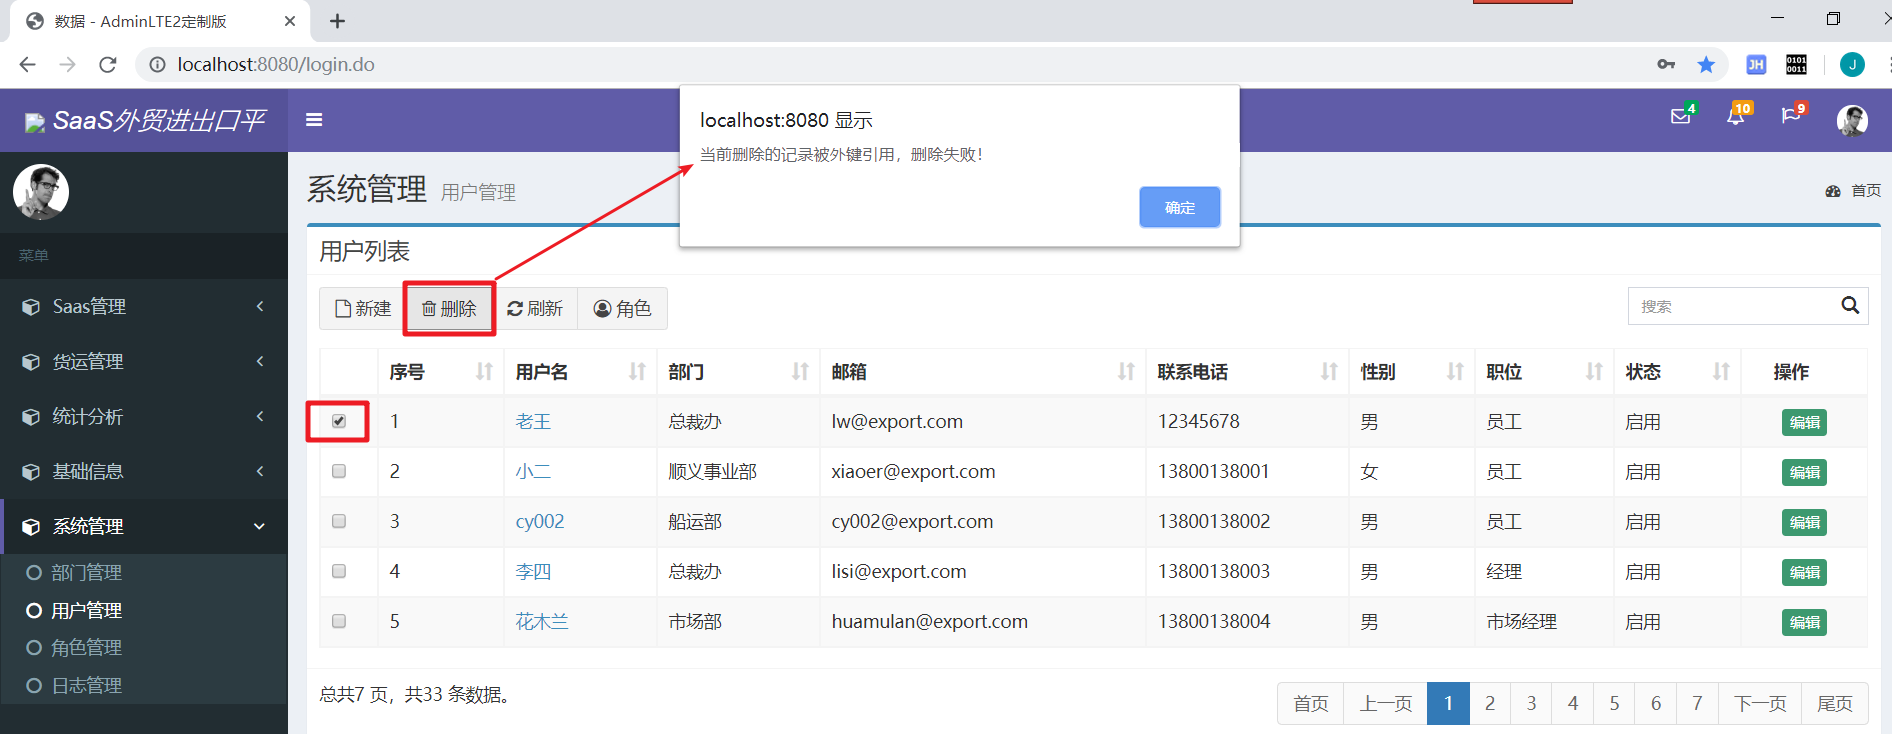 数据 - AdminLTE2定制版
localhost:8080/login.do
JH
0101
0011
J
SaaS外贸进出口平
4
10
9
localhost:8080 显示
当前删除的记录被外键引用，删除失败！
确定
系统管理 用户管理
首页
菜单
Saas管理
货运管理
统计分析
基础信息
系统管理
部门管理
用户管理
角色管理
日志管理
用户列表
新建 删除 刷新 角色
搜索
序号 用户名 部门 邮箱 联系电话 性别 职位 状态 操作
1 老王 总裁办 lw@export.com 12345678 男 员工 启用 编辑
2 小二 顺义事业部 xiaoer@export.com 13800138001 女 员工 启用 编辑
3 cy002 船运部 cy002@export.com 13800138002 男 员工 启用 编辑
4 李四 总裁办 lisi@export.com 13800138003 男 经理 启用 编辑
5 花木兰 市场部 huamulan@export.com 13800138004 男 市场经理 启用 编辑
总共7 页，共33 条数据。
首页 上一页 1 2 3 4 5 6 7 下一页 尾页